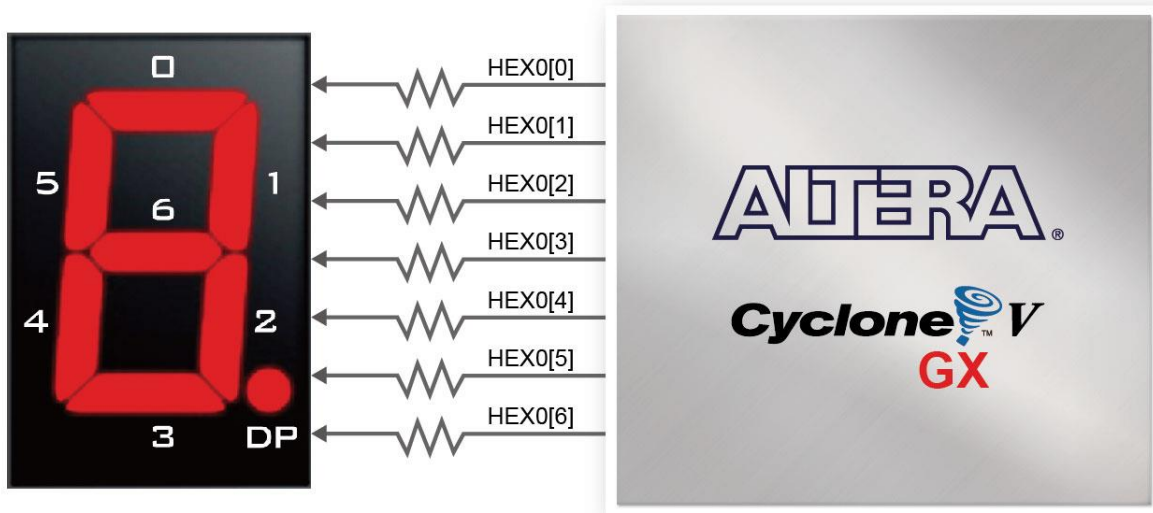 0
5
1
6
4
2
3
DP
HEX0[0]
HEX0[1]
HEX0[2]
HEX0[3]
HEX0[4]
HEX0[5]
HEX0[6]
ALTERA®
Cyclone™ V
GX